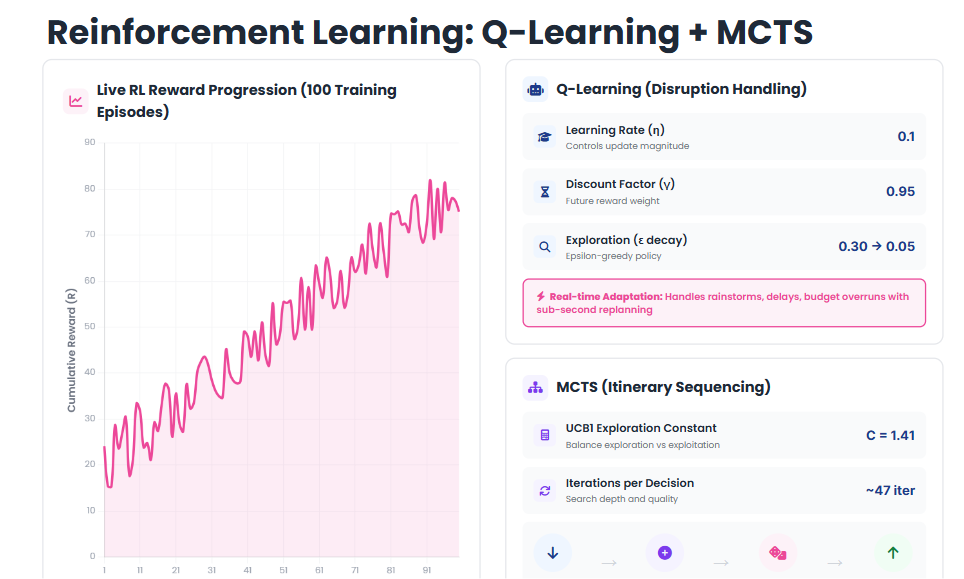 Reinforcement Learning: Q-Learning + MCTS
Live RL Reward Progression (100 Training
Episodes)
90
80
70
60
50
40
30
20
10
0
Cumulative Reward (R)
1
11
21
31
41
51
61
71
81
91
Q-Learning (Disruption Handling)
Learning Rate (η)
Controls update magnitude
0.1
Discount Factor (γ)
Future reward weight
0.95
Exploration (ε decay)
Epsilon-greedy policy
0.30 → 0.05
Real-time Adaptation: Handles rainstorms, delays, budget overruns with
sub-second replanning
MCTS (Itinerary Sequencing)
UCB1 Exploration Constant
Balance exploration vs exploitation
C = 1.41
Iterations per Decision
Search depth and quality
~47 iter